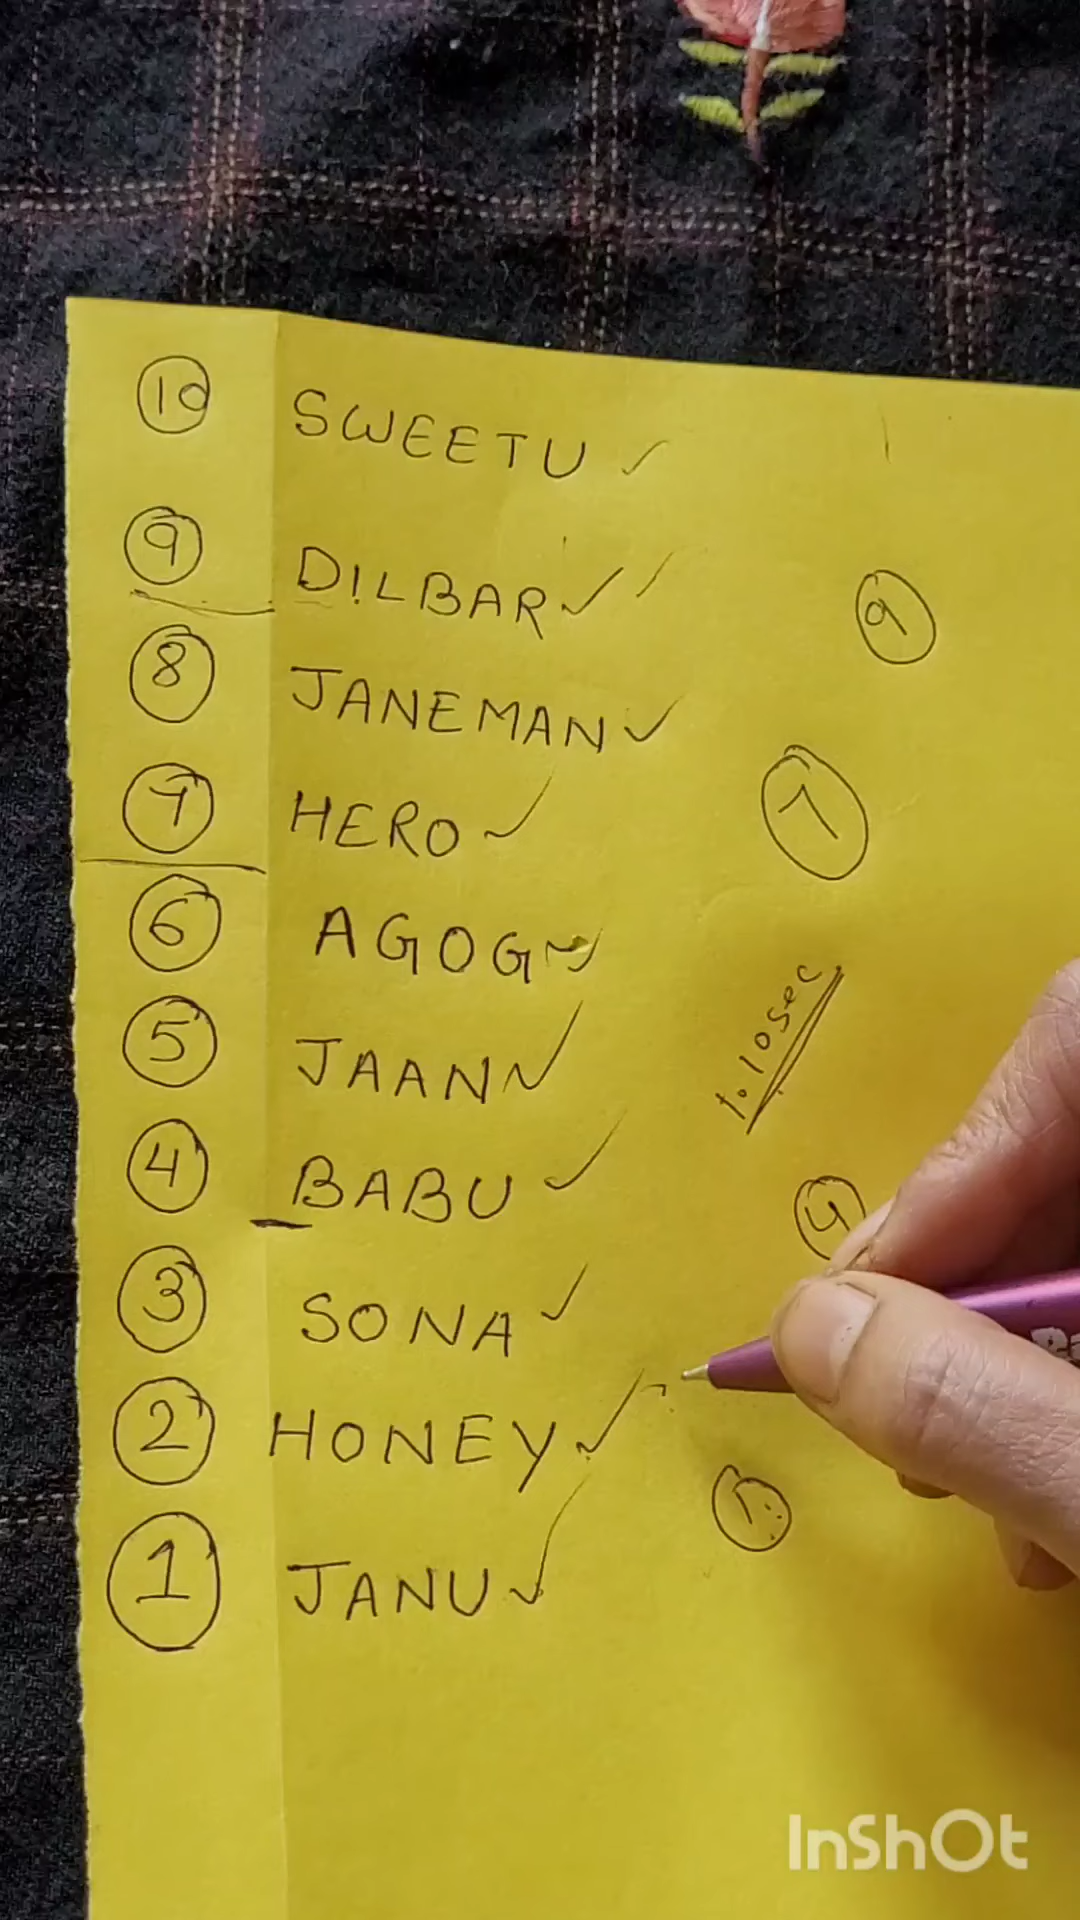 10 SWEETU
9 DILBAR
9
8 JANEMAN
7 HERO
7
6 AGOG
5 JAAN
1.10sec
4 BABU
4
3 SONA
2 HONEY
1
1 JANU
InShOt